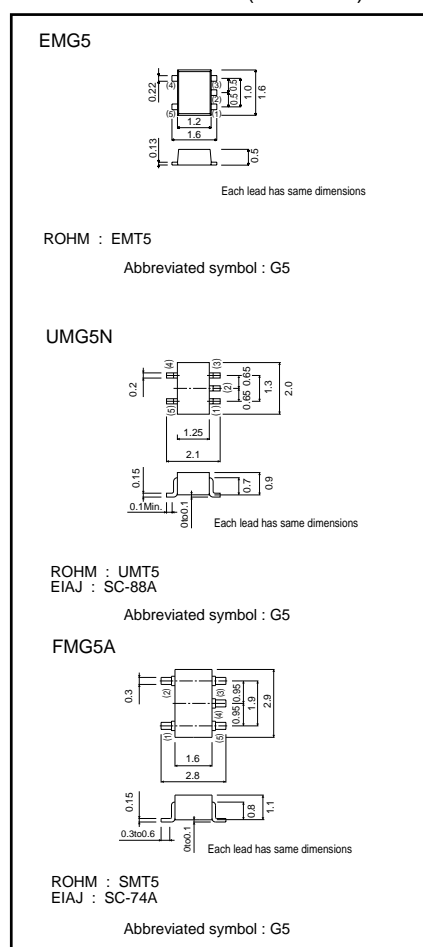 EMG5
0.22
(4)
(3)
(2)
(5)
(1)
0.5
0.5
1.0
1.6
1.2
1.6
0.13
0.5
Each lead has same dimensions
ROHM : EMT5
Abbreviated symbol : G5
UMG5N
0.2
(4)
(3)
(2)
(5)
(1)
0.65
0.65
1.3
2.0
1.25
2.1
0.15
0.1Min.
0to0.1
0.7
0.9
Each lead has same dimensions
ROHM : UMT5
EIAJ : SC-88A
Abbreviated symbol : G5
FMG5A
0.3
(2)
(3)
(4)
(1)
(5)
0.95
0.95
1.9
2.9
1.6
2.8
0.15
0.3to0.6
0to0.1
0.8
1.1
Each lead has same dimensions
ROHM : SMT5
EIAJ : SC-74A
Abbreviated symbol : G5